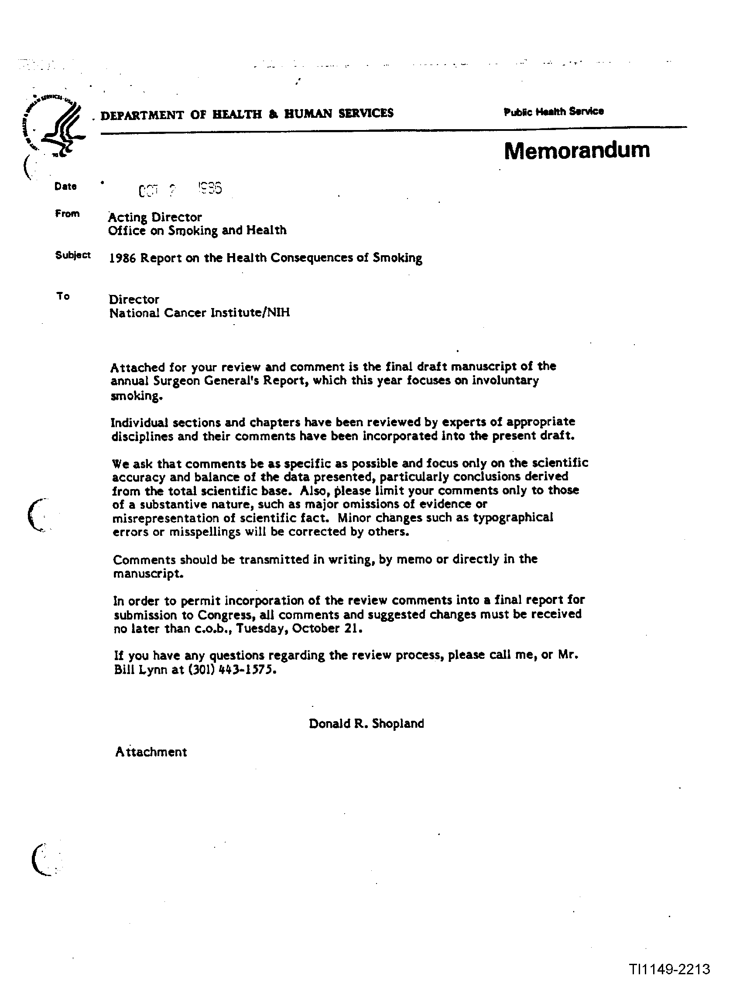 DEPARTMENT OF HEALTH & HUMAN SERVICES Public Health Service
Memorandum
Date OCT 2 1986
From Acting Director
Office on Smoking and Health
Subject 1986 Report on the Health Consequences of Smoking
To Director
National Cancer Institute/NIH
Attached for your review and comment is the final draft manuscript of the
annual Surgeon General's Report, which this year focuses on involuntary
smoking.
Individual sections and chapters have been reviewed by experts of appropriate
disciplines and their comments have been incorporated into the present draft.
We ask that comments be as specific as possible and focus only on the scientific
accuracy and balance of the data presented, particularly conclusions derived
from the total scientific base. Also, please limit your comments only to those
of a substantive nature, such as major omissions of evidence or
misrepresentation of scientific fact. Minor changes such as typographical
errors or misspellings will be corrected by others.
Comments should be transmitted in writing, by memo or directly in the
manuscript.
In order to permit incorporation of the review comments into a final report for
submission to Congress, all comments and suggested changes must be received
no later than c.o.b., Tuesday, October 21.
If you have any questions regarding the review process, please call me, or Mr.
Bill Lynn at (301) 443-1575.
Donald R. Shopland
Attachment
TI1149-2213